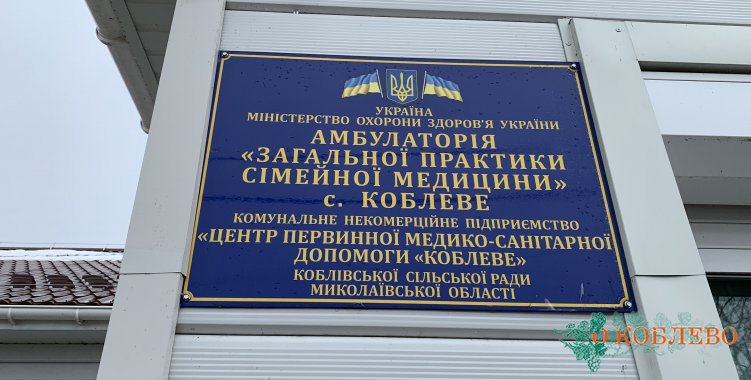 УКРАЇНА
МІНІСТЕРСТВО ОХОРОНИ ЗДОРОВ'Я УКРАЇНИ
АМБУЛАТОРІЯ
«ЗАГАЛЬНОЇ ПРАКТИКИ
СІМЕЙНОЇ МЕДИЦИНИ»
с. КОБЛЕВЕ
КОМУНАЛЬНЕ НЕКОМЕРЦІЙНЕ ПІДПРИЄМСТВО
«ЦЕНТР ПЕРВИННОЇ МЕДИКО-САНІТАРНОЇ
ДОПОМОГИ «КОБЛЕВЕ»
КОБЛІВСЬКОЇ СІЛЬСЬКОЇ РАДИ
МИКОЛАЇВСЬКОЇ ОБЛАСТІ
О КОБЛЕВО